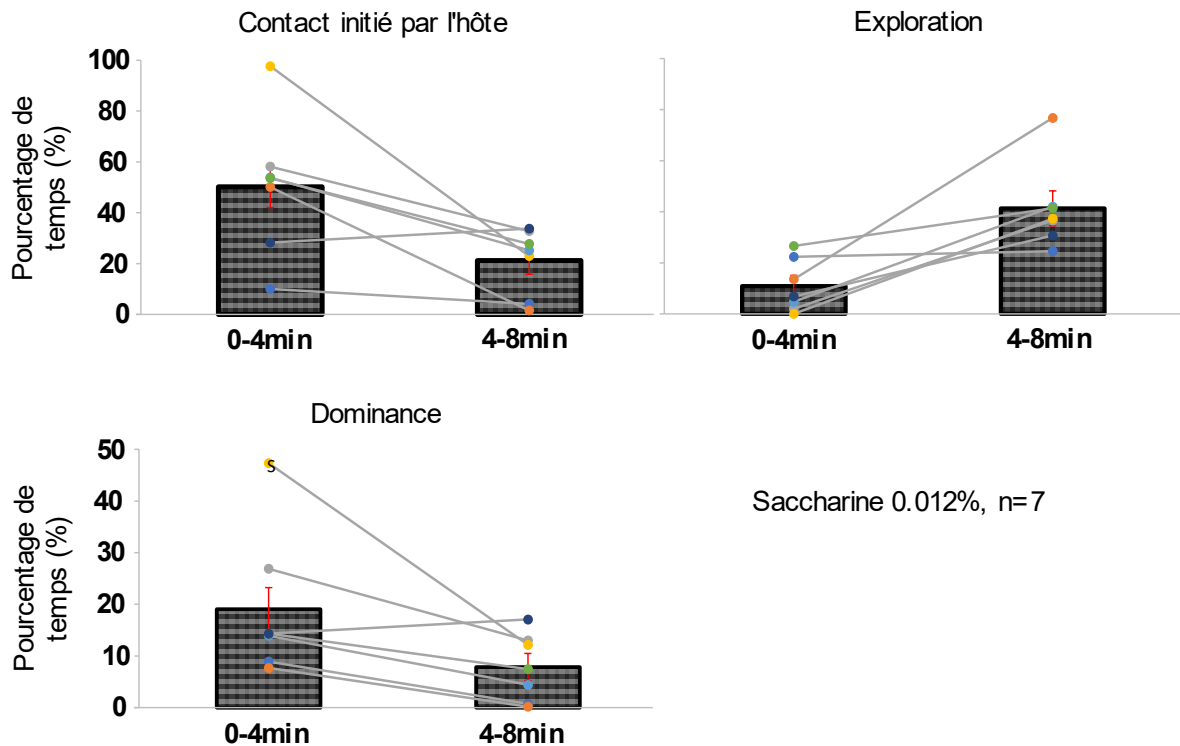 Contact initié par l'hôte
Exploration
Pourcentage de
temps (%)
100
80
60
40
20
0
0-4min
4-8min
0-4min
4-8min
Dominance
Pourcentage de
temps (%)
50
40
30
20
10
0
s
0-4min
4-8min
Saccharine 0.012%, n=7